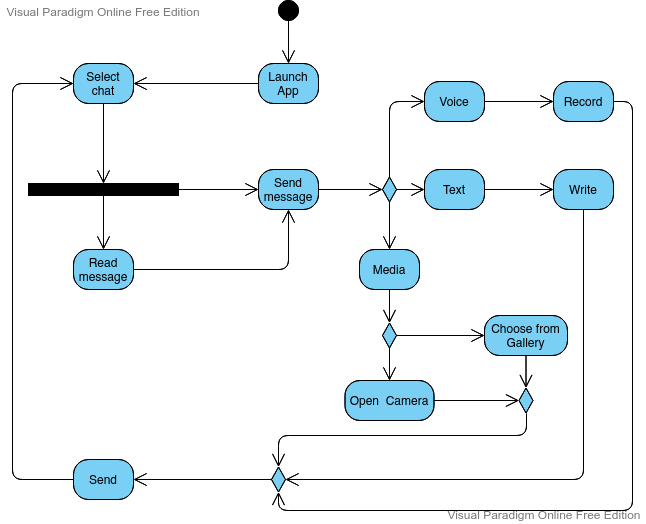 Visual Paradigm Online Free Edition
Select
chat
Launch
App
Voice
Record
Send
message
Text
Write
Read
message
Media
Choose from
Gallery
Open Camera
Send
Visual Paradigm Online Free Edition